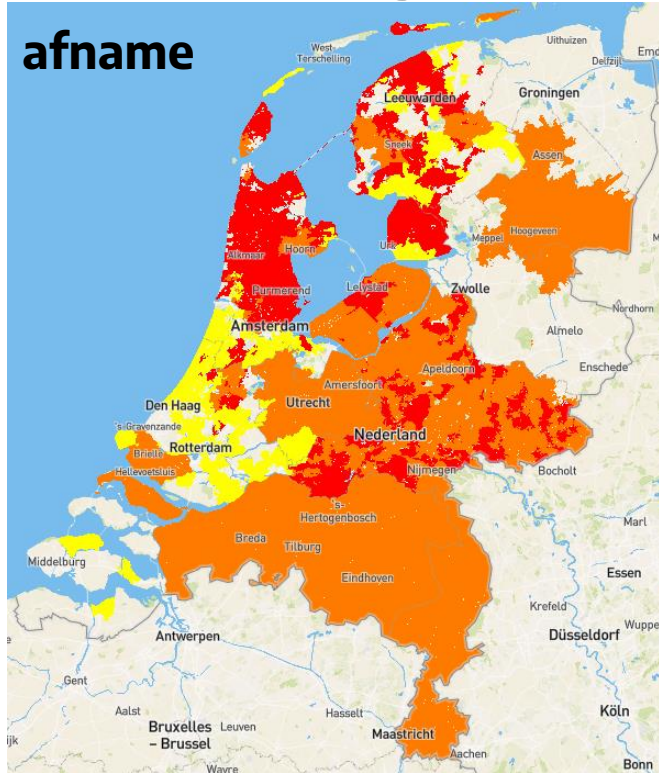 afname
West-
Terschelling
Uithuizen
Emd
Delfzijl
Leeuwarden
Groningen
Sneek
Assen
Hoogeveen
Urk
Meppel
Alkmaar
Hoorn
Lelystad
Zwolle
Nordhorn
Purmerend
Almelo
Amsterdam
Enschede
Apeldoorn
Amersfoort
Den Haag
Utrecht
's-Gravenzande
Nederland
Rotterdam
Brielle
Hellevoetsluis
Nijmegen
Bocholt
's-
Hertogenbosch
Marl
Breda
Tilburg
Middelburg
Eindhoven
Essen
Krefeld
Wuppe
Antwerpen
Düsseldorf
Gent
Hasselt
Köln
Aalst
Bruxelles
– Brussel
Leuven
Maastricht
ijk
Aachen
Wavre
Bonn